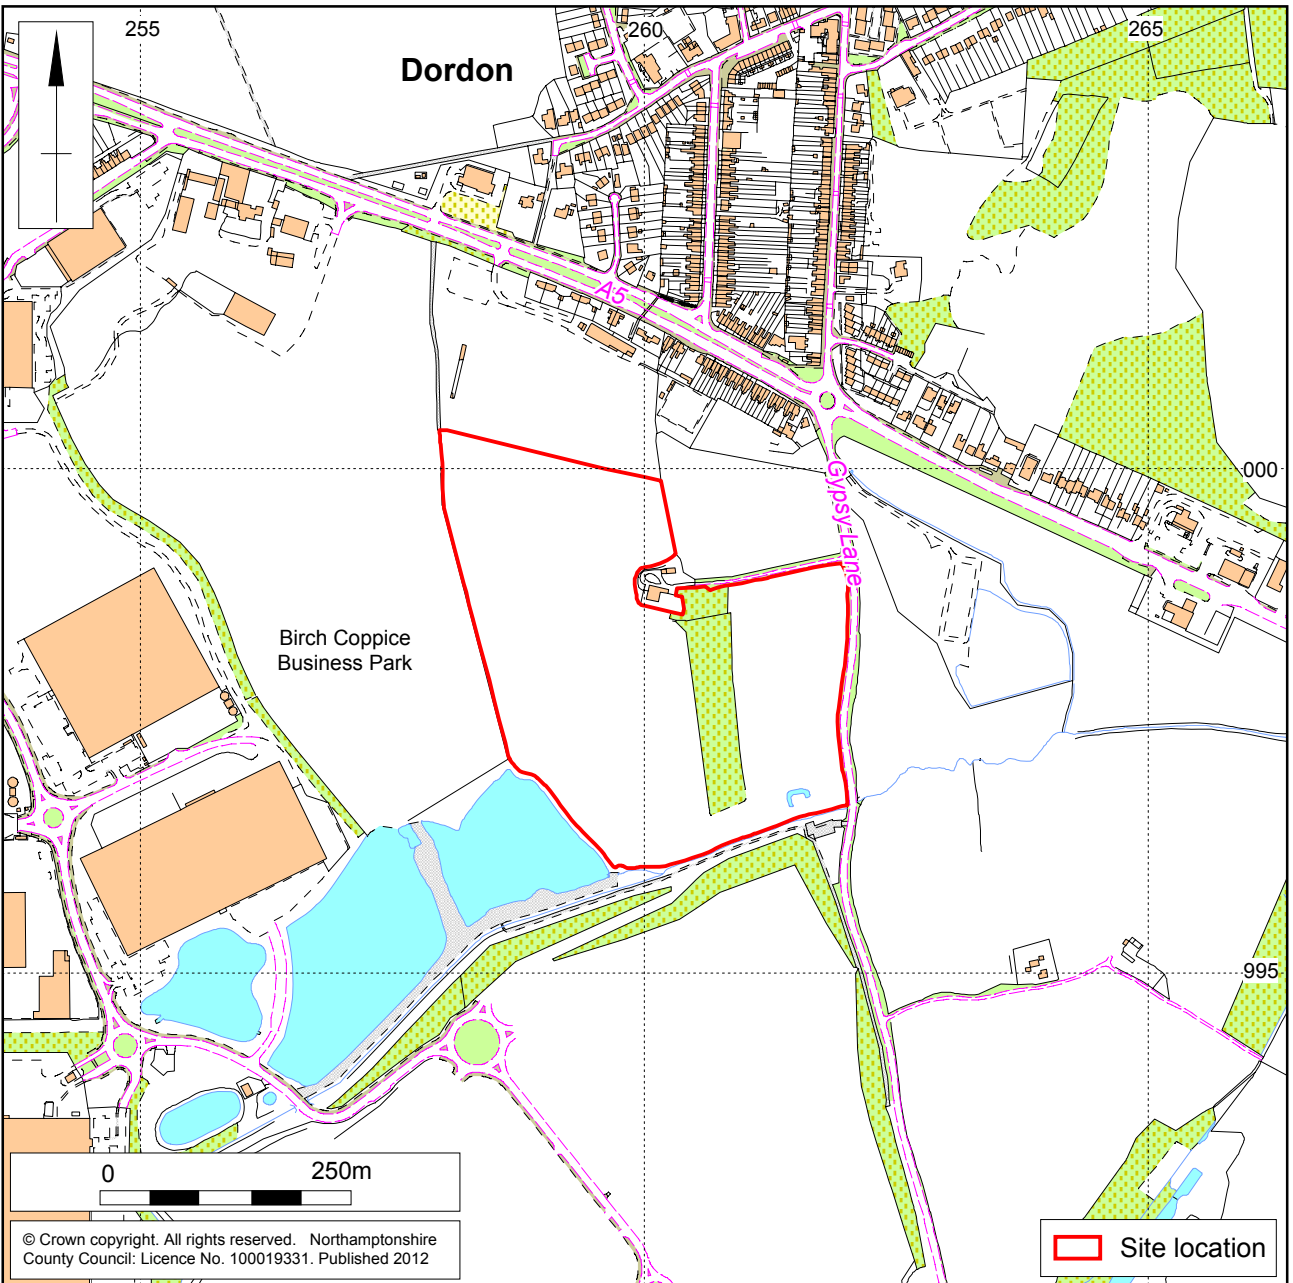 255
260
265
Dordon
A5
Gypsy Lane
000
Birch Coppice
Business Park
995
0 250m
© Crown copyright. All rights reserved. Northamptonshire
County Council: Licence No. 100019331. Published 2012
Site location